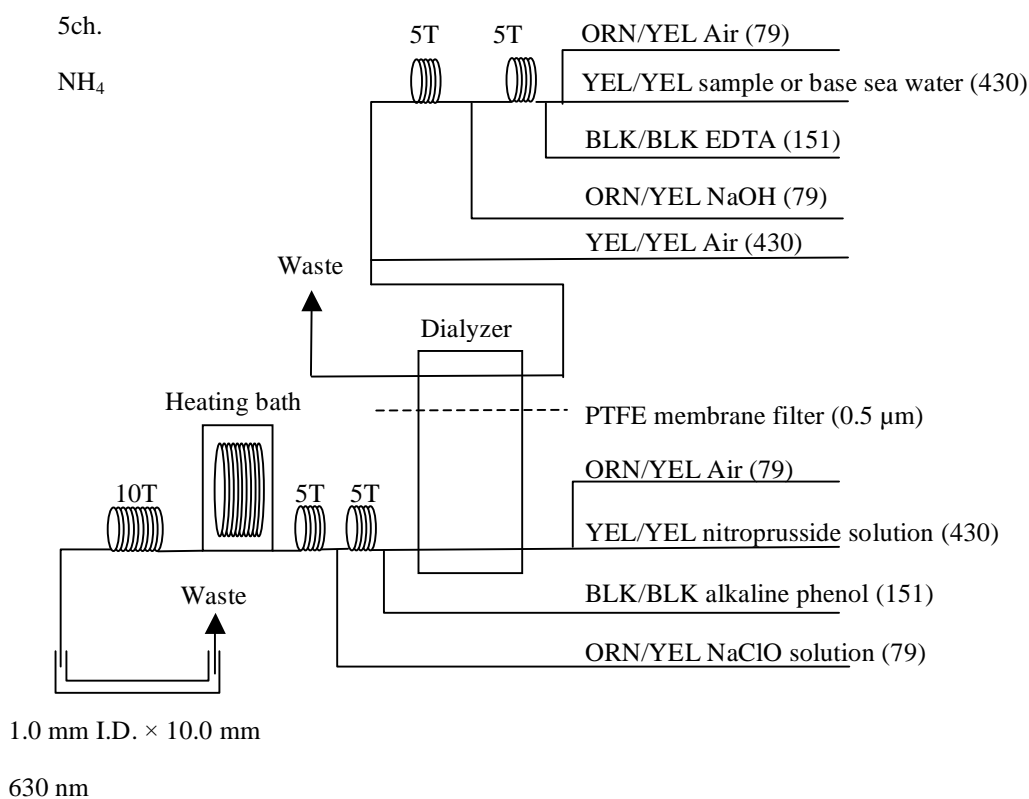 5ch.
NH₄
5T 5T
ORN/YEL Air (79)
YEL/YEL sample or base sea water (430)
BLK/BLK EDTA (151)
ORN/YEL NaOH (79)
YEL/YEL Air (430)
Waste
Dialyzer
Heating bath
PTFE membrane filter (0.5 µm)
ORN/YEL Air (79)
10T 5T 5T
YEL/YEL nitroprusside solution (430)
Waste
BLK/BLK alkaline phenol (151)
ORN/YEL NaClO solution (79)
1.0 mm I.D. × 10.0 mm
630 nm